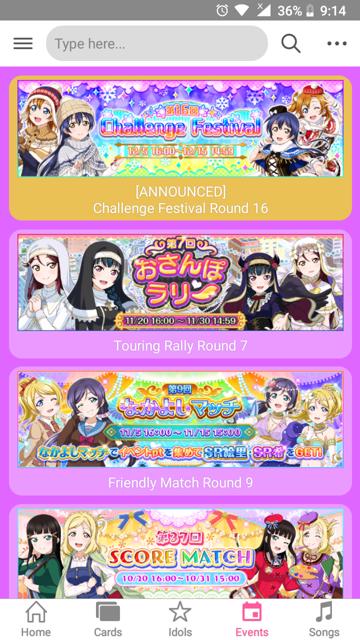 36% 9:14
Type here...
第16回
Challenge Festival
12/5 16:00~12/15 14:59
[ANNOUNCED]
Challenge Festival Round 16
第7回
おさんぽ
ラリー
11/20 16:00 ~ 11/30 14:59
Touring Rally Round 7
第9回
なかよしマッチ
11/5 16:00 ~ 11/15 15:00
なかよしマッチでイベントptを集めてSR絵里、SR希をGET!
Friendly Match Round 9
第37回
SCORE MATCH
10/20 16:00~10/31 15:00
Home Cards Idols Events Songs